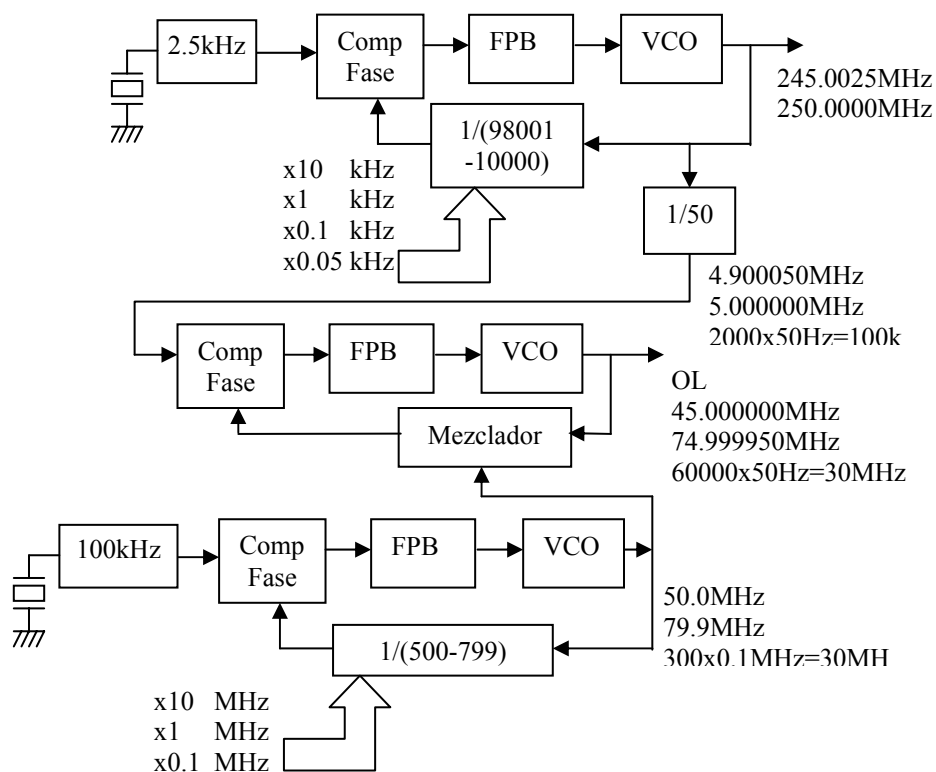 2.5kHz
Comp
Fase
FPB
VCO
245.0025MHz
250.0000MHz
1/(98001
-10000)
x10 kHz
x1 kHz
x0.1 kHz
x0.05 kHz
1/50
4.900050MHz
5.000000MHz
2000x50Hz=100k
Comp
Fase
FPB
VCO
OL
45.000000MHz
74.999950MHz
60000x50Hz=30MHz
Mezclador
100kHz
Comp
Fase
FPB
VCO
50.0MHz
79.9MHz
300x0.1MHz=30MH
1/(500-799)
x10 MHz
x1 MHz
x0.1 MHz